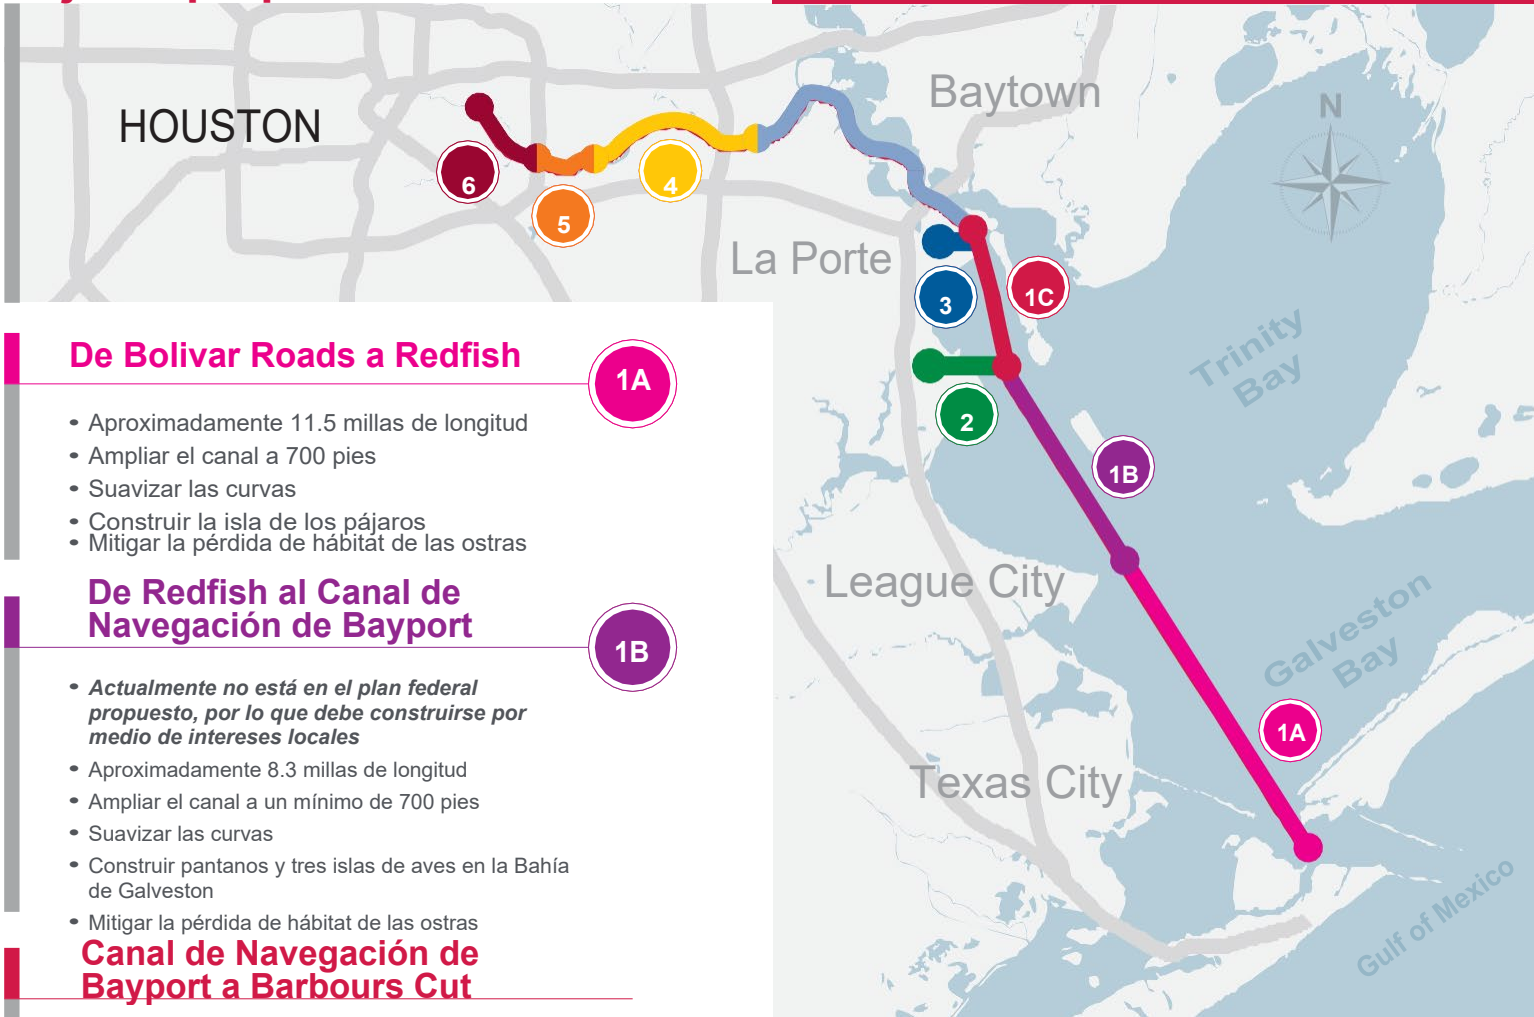 HOUSTON
Baytown
N
6
5
4
La Porte
3
1C
2
1B
1A
Trinity
Bay
League City
Galveston
Bay
Texas City
Gulf of Mexico
De Bolivar Roads a Redfish
1A
• Aproximadamente 11.5 millas de longitud
• Ampliar el canal a 700 pies
• Suavizar las curvas
• Construir la isla de los pájaros
• Mitigar la pérdida de hábitat de las ostras
De Redfish al Canal de
Navegación de Bayport
1B
• Actualmente no está en el plan federal
propuesto, por lo que debe construirse por
medio de intereses locales
• Aproximadamente 8.3 millas de longitud
• Ampliar el canal a un mínimo de 700 pies
• Suavizar las curvas
• Construir pantanos y tres islas de aves en la Bahía
de Galveston
• Mitigar la pérdida de hábitat de las ostras
Canal de Navegación de
Bayport a Barbours Cut